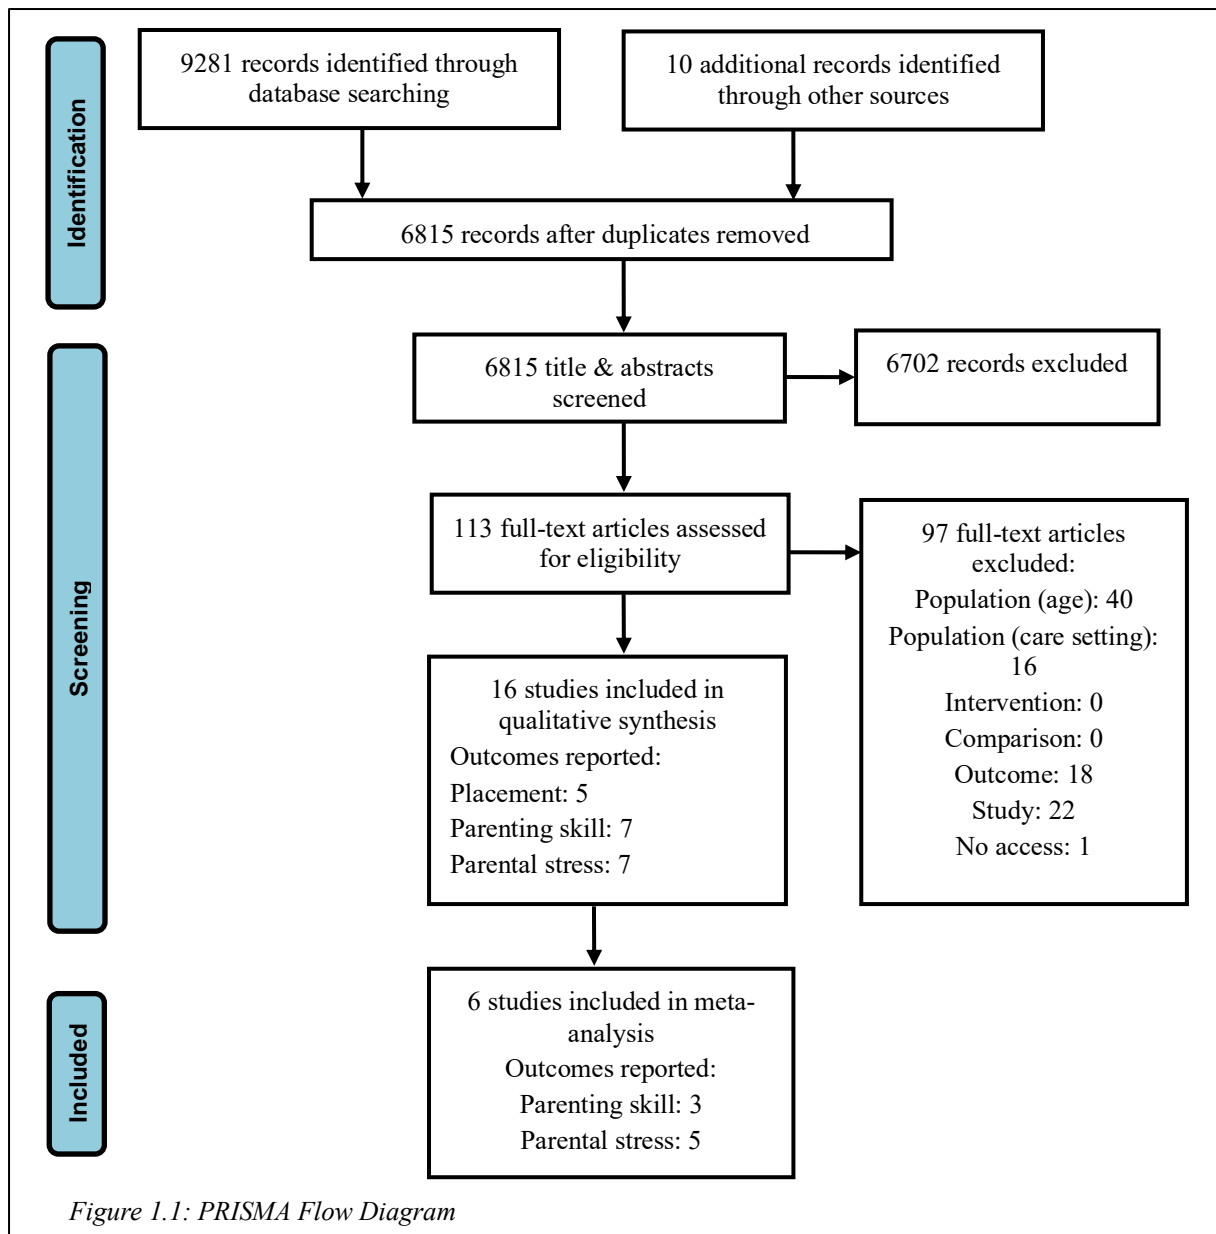 Identification
9281 records identified through
database searching
10 additional records identified
through other sources
6815 records after duplicates removed
Screening
6815 title & abstracts
screened
6702 records excluded
113 full-text articles assessed
for eligibility
97 full-text articles
excluded:
Population (age): 40
Population (care setting):
16
Intervention: 0
Comparison: 0
Outcome: 18
Study: 22
No access: 1
16 studies included in
qualitative synthesis
Outcomes reported:
Placement: 5
Parenting skill: 7
Parental stress: 7
Included
6 studies included in meta-
analysis
Outcomes reported:
Parenting skill: 3
Parental stress: 5
Figure 1.1: PRISMA Flow Diagram